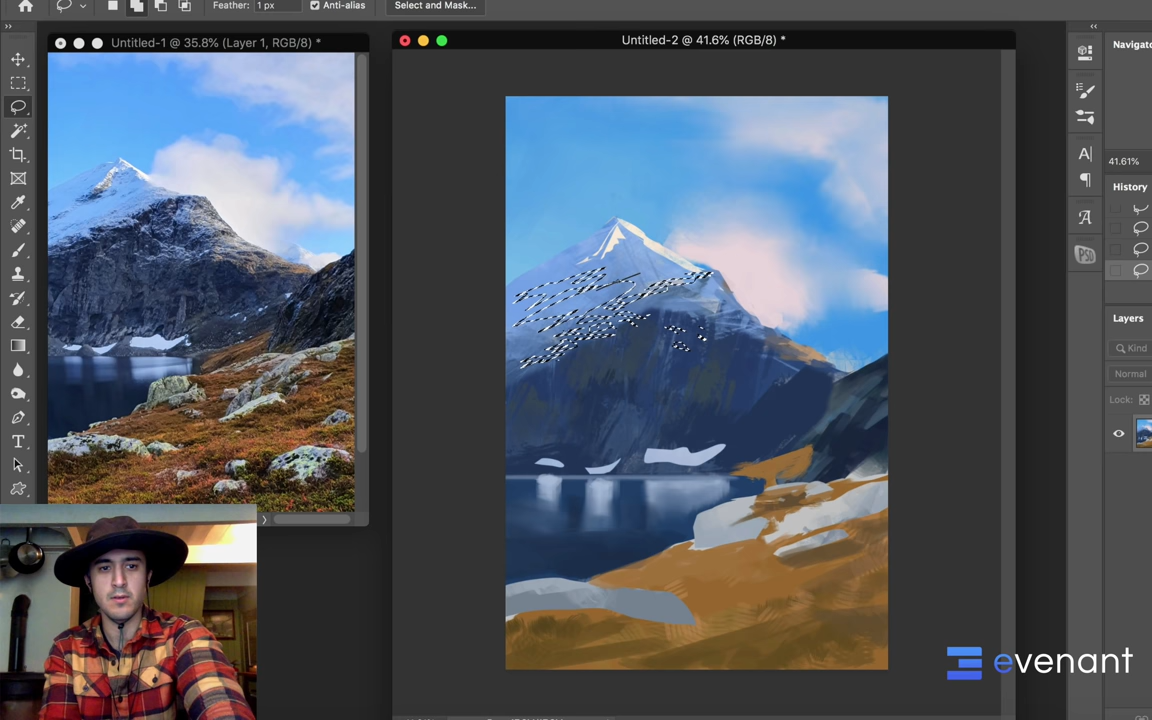 Feather: 1 px Anti-alias Select and Mask...
Untitled-1 @ 35.8% (Layer 1, RGB/8) *
Untitled-2 @ 41.6% (RGB/8) *
41.61%
History
Layers
Kind
Normal
Lock:
evenant